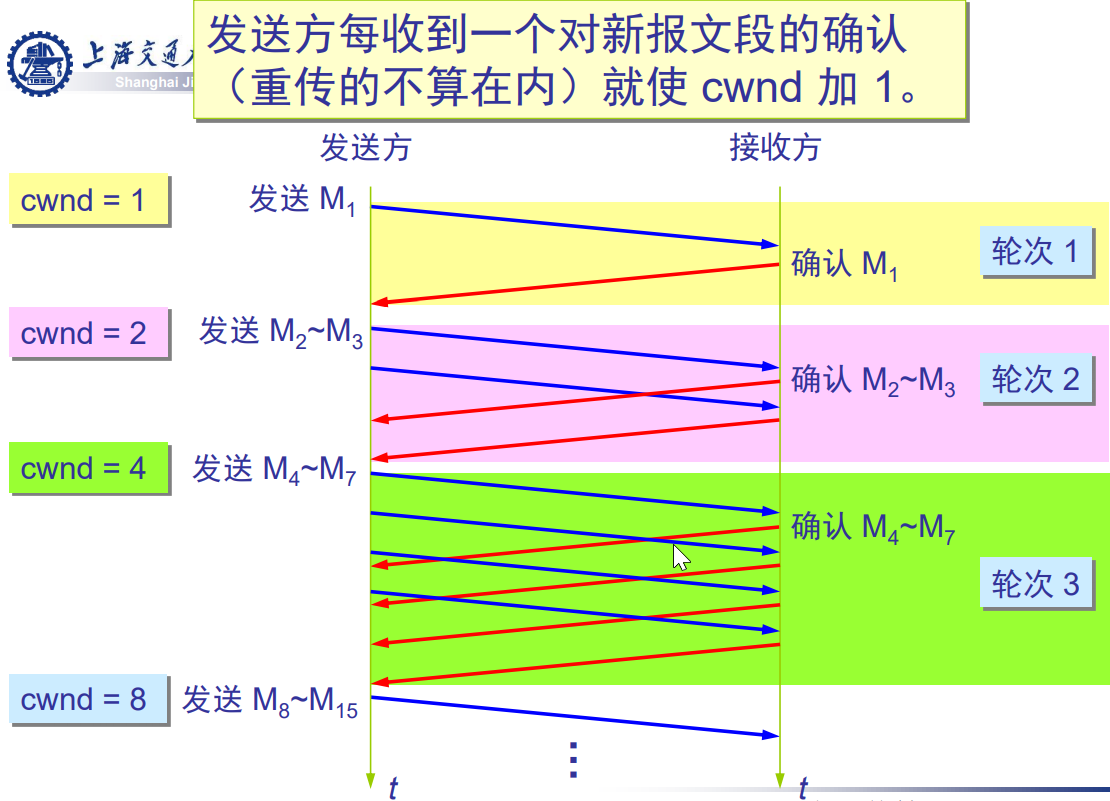 发送方每收到一个对新报文段的确认
（重传的不算在内）就使 cwnd 加 1。
上海交通
Shanghai Ji
发送方 接收方
cwnd = 1 发送 M1
确认 M1 轮次 1
cwnd = 2 发送 M2~M3
确认 M2~M3 轮次 2
cwnd = 4 发送 M4~M7
确认 M4~M7
轮次 3
cwnd = 8 发送 M8~M15
⋮
t t